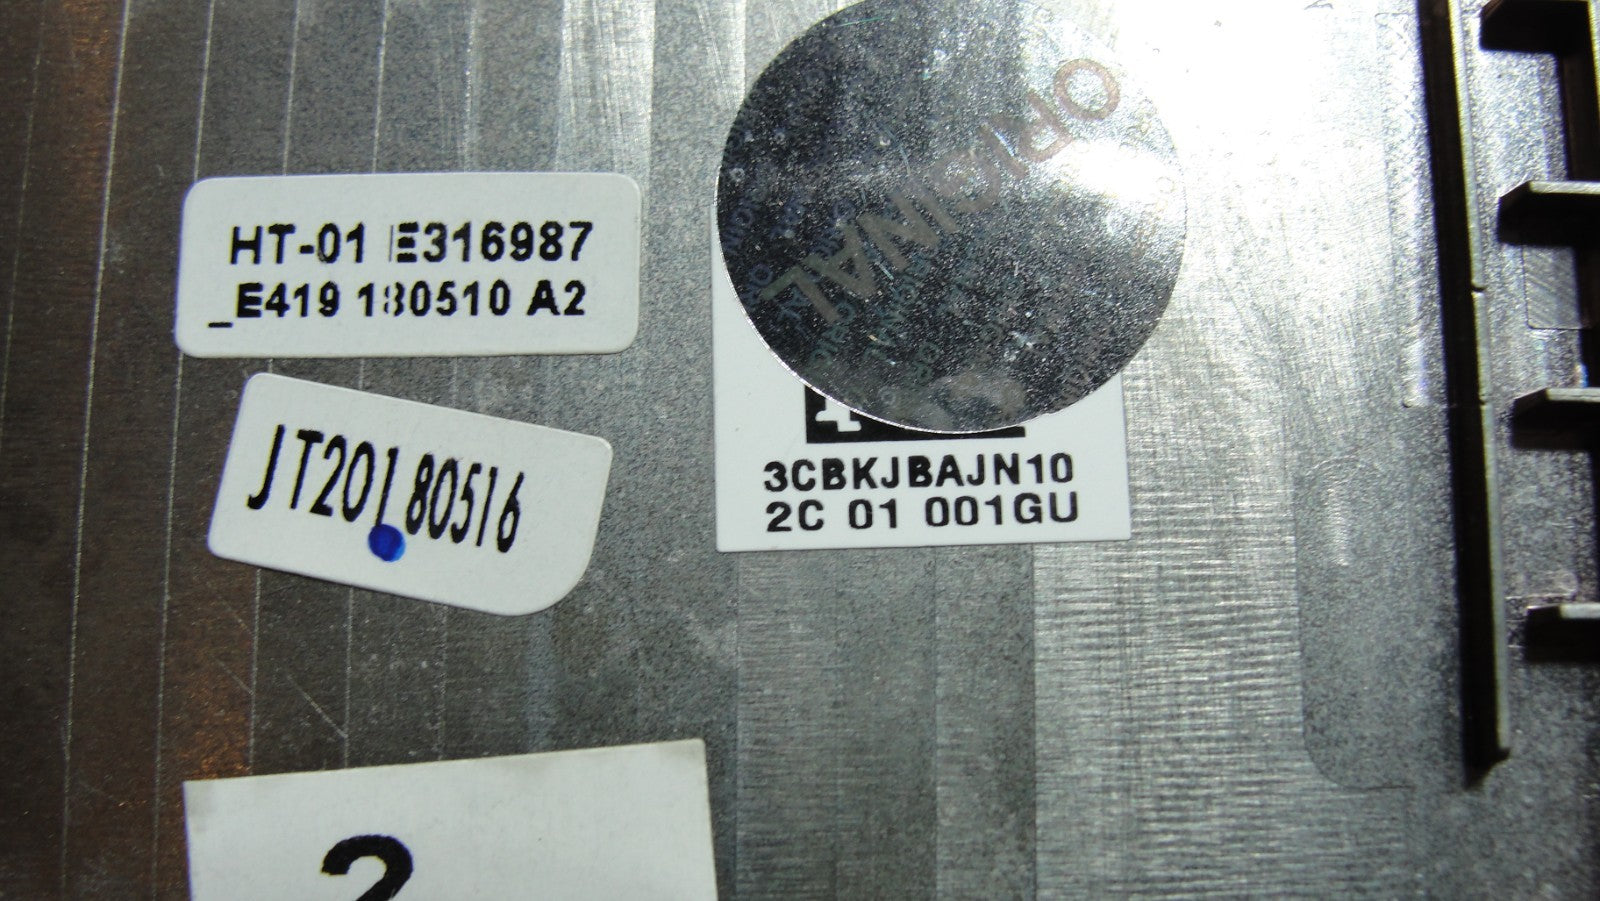 HT-01 E316987
_E419 180510 A2
JT20180516
ORIGINAL
3CBKJBAJN10
2C 01 001GU
2